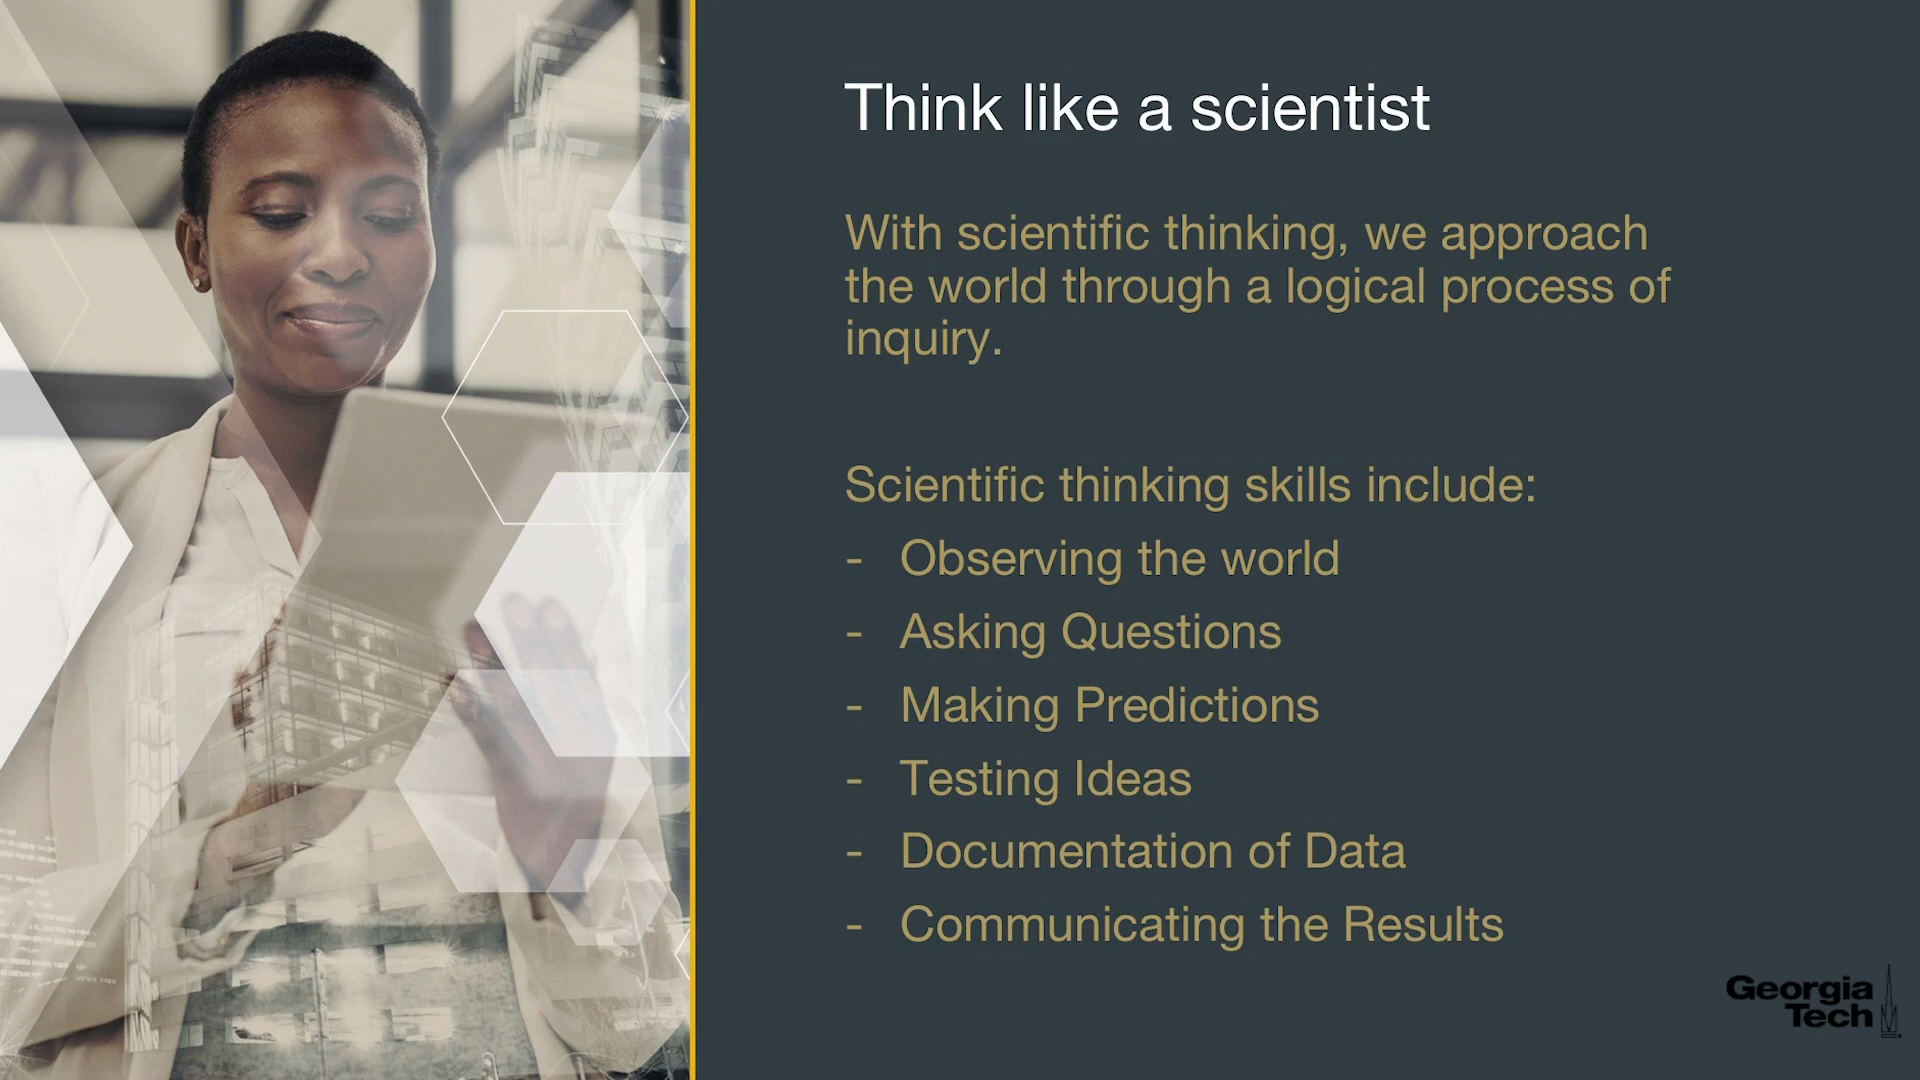 Think like a scientist
With scientific thinking, we approach
the world through a logical process of
inquiry.
Scientific thinking skills include:
- Observing the world
- Asking Questions
- Making Predictions
- Testing Ideas
- Documentation of Data
- Communicating the Results
Georgia
Tech